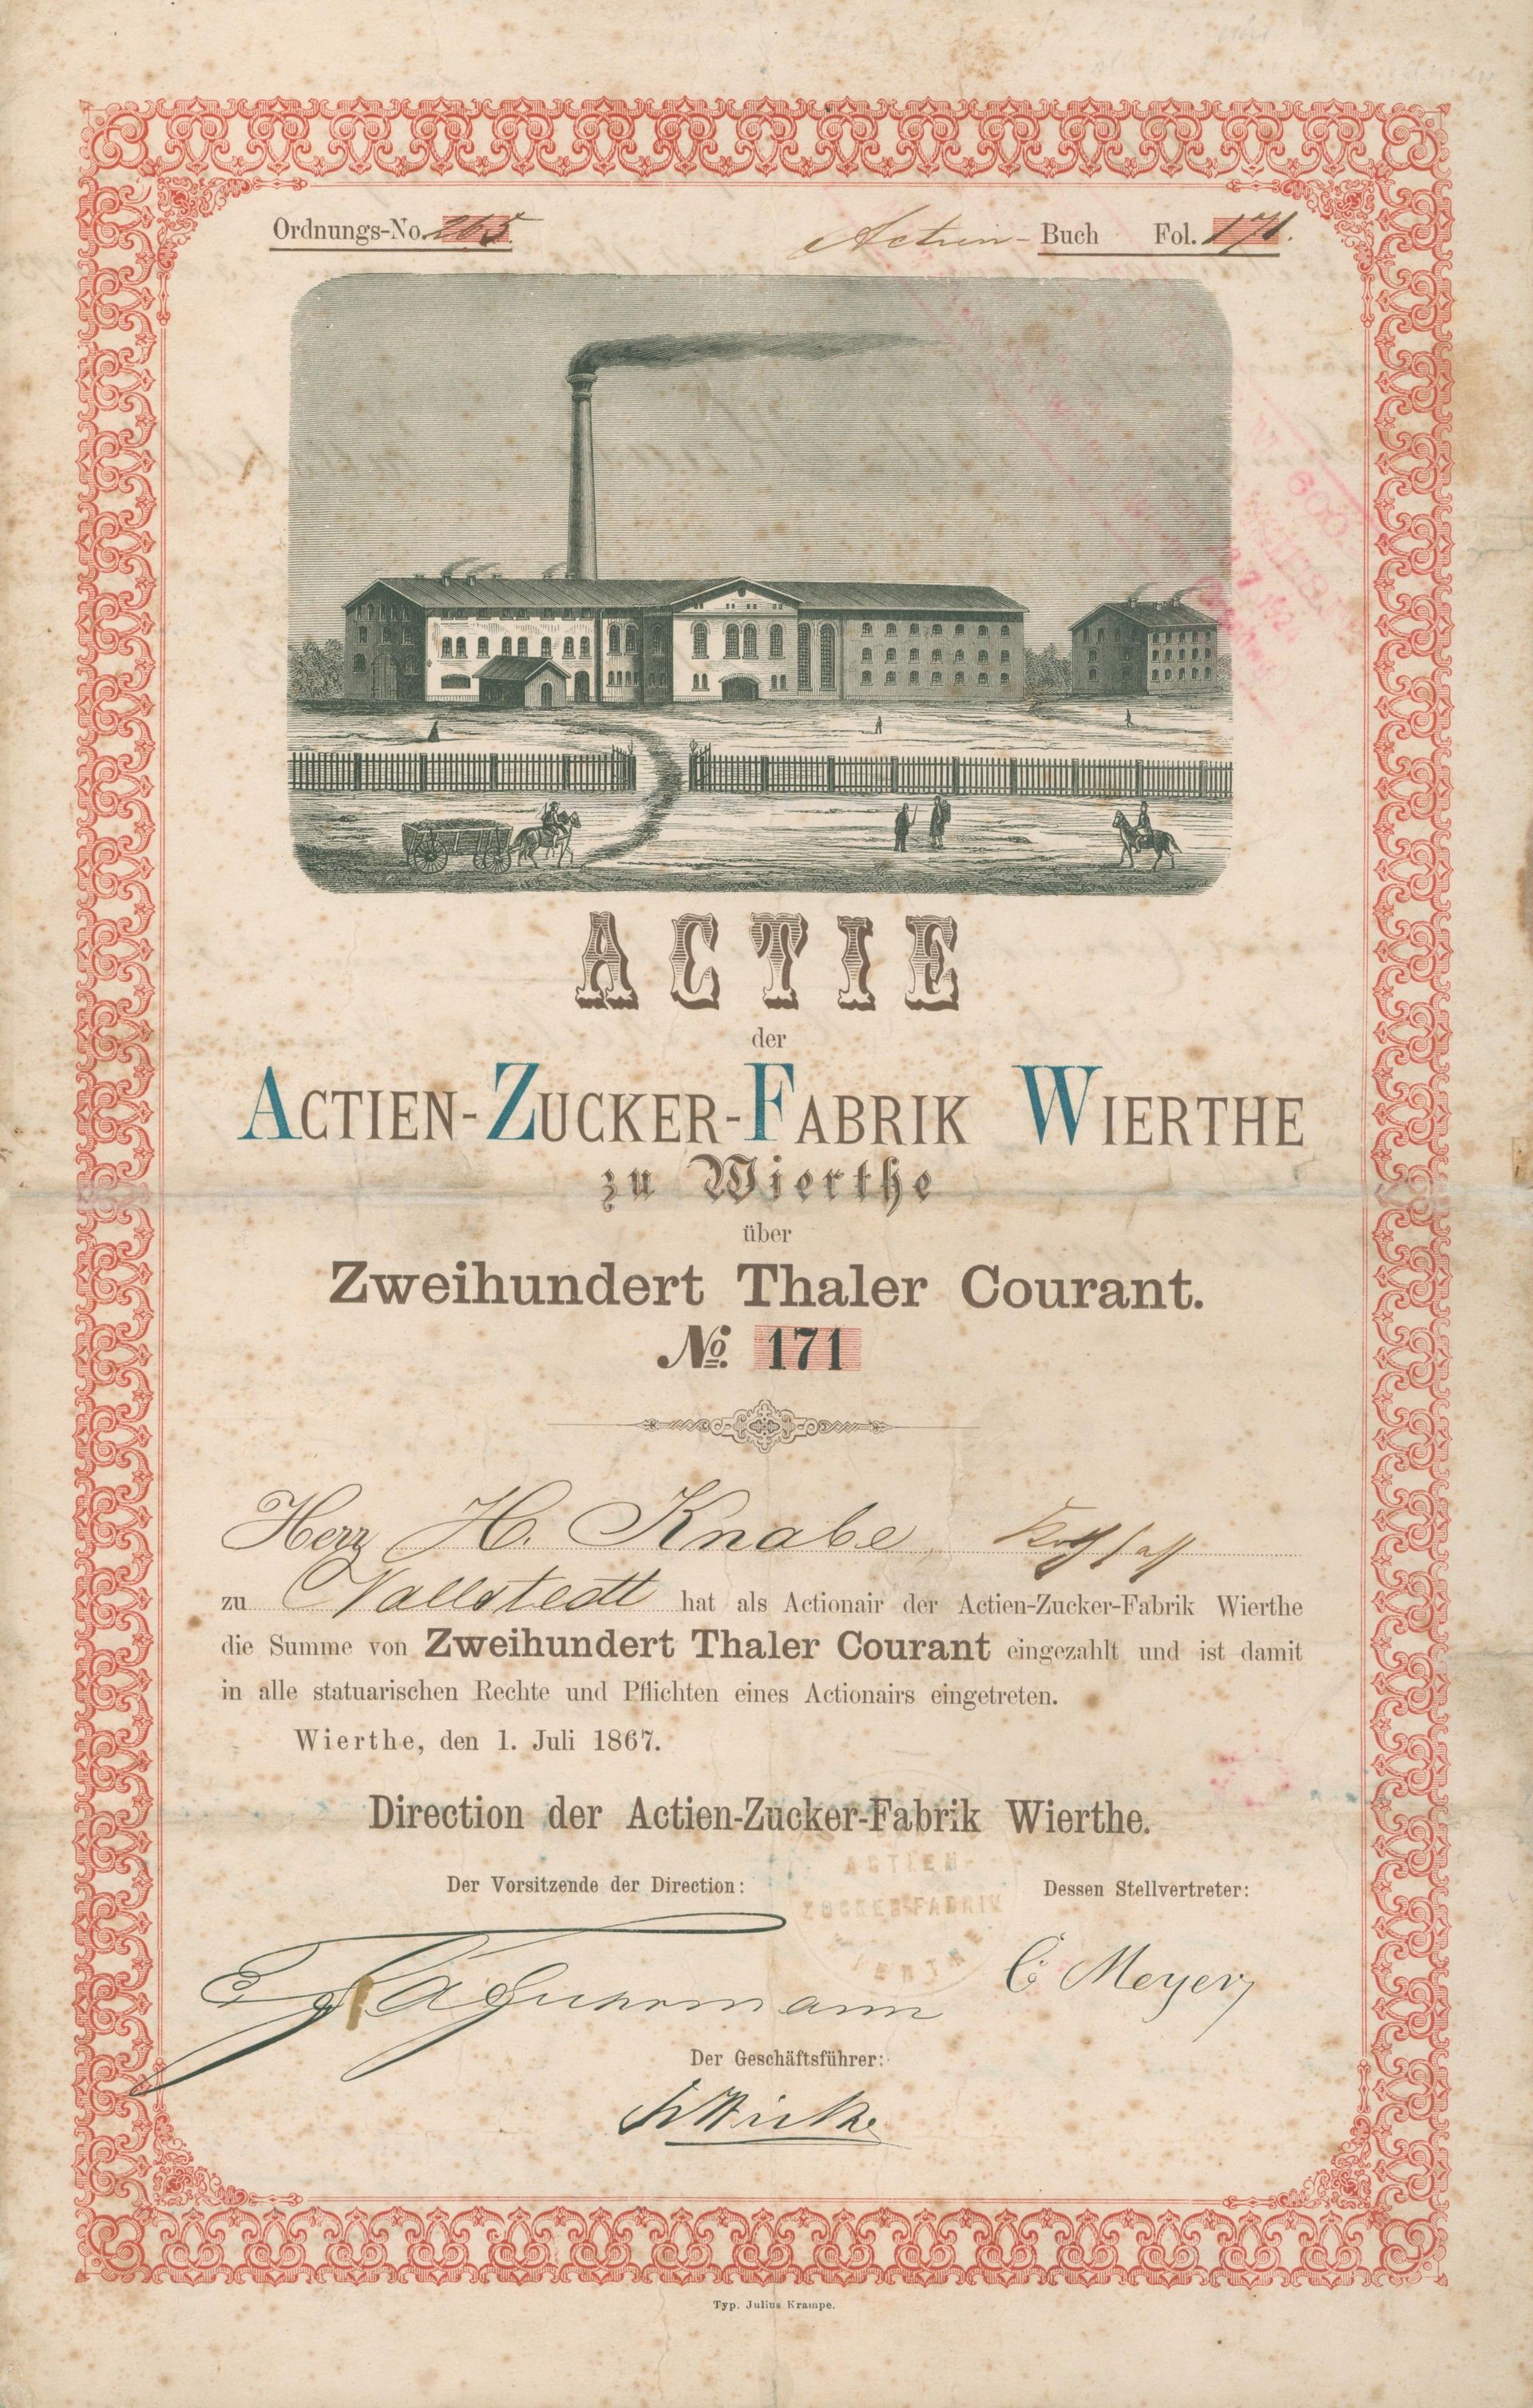 Ordnungs-No. 265
Actien-Buch Fol. 171.
ACTIE
der
ACTIEN-ZUCKER-FABRIK WIERTHE
zu Wierthe
über
Zweihundert Thaler Courant.
No. 171
Herr H. Knabe,
zu Vallstedt hat als Actionair der Actien-Zucker-Fabrik Wierthe
die Summe von Zweihundert Thaler Courant eingezahlt und ist damit
in alle statuarischen Rechte und Pflichten eines Actionairs eingetreten.
Wierthe, den 1. Juli 1867.
Direction der Actien-Zucker-Fabrik Wierthe.
ACTIEN-
ZUCKER-FABRIK
WIERTHE
Der Vorsitzende der Direction:
Dessen Stellvertreter:
C Meyer
Der Geschäftsführer:
Typ. Julius Krampe.